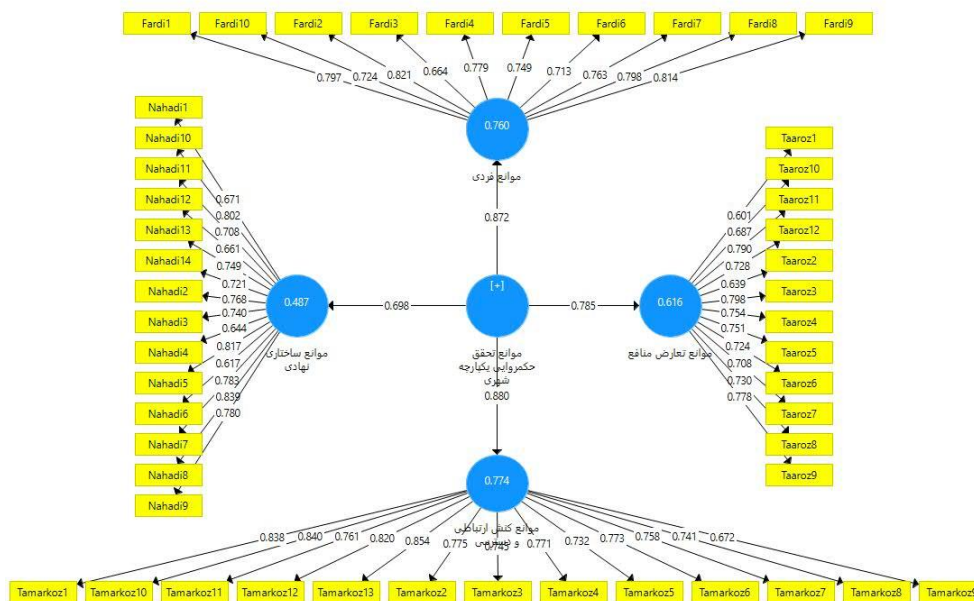 Fardi1 Fardi10 Fardi2 Fardi3 Fardi4 Fardi5 Fardi6 Fardi7 Fardi8 Fardi9
0.797 0.724 0.821 0.664 0.779 0.749 0.713 0.763 0.798 0.814
0.760
موانع فردی
0.872
Nahadi1
Nahadi10
Nahadi11
Nahadi12
Nahadi13
Nahadi14
Nahadi2
Nahadi3
Nahadi4
Nahadi5
Nahadi6
Nahadi7
Nahadi8
Nahadi9
0.671
0.802
0.708
0.661
0.749
0.721
0.768
0.740
0.644
0.817
0.617
0.783
0.839
0.780
0.487
موانع ساختاری
نهادی
0.698
[+]
موانع تحقق
حکمروایی یکپارچه
شهری
0.785
0.616
موانع تعارض منافع
0.601
0.687
0.790
0.728
0.639
0.798
0.754
0.751
0.724
0.708
0.730
0.778
Taaroz1
Taaroz10
Taaroz11
Taaroz12
Taaroz2
Taaroz3
Taaroz4
Taaroz5
Taaroz6
Taaroz7
Taaroz8
Taaroz9
0.880
0.774
موانع کنش ارتباطی
و دسترسی
0.838 0.840 0.761 0.820 0.854 0.775 0.745 0.771 0.732 0.773 0.758 0.741 0.672
Tamarkoz1 Tamarkoz10 Tamarkoz11 Tamarkoz12 Tamarkoz13 Tamarkoz2 Tamarkoz3 Tamarkoz4 Tamarkoz5 Tamarkoz6 Tamarkoz7 Tamarkoz8 Tamarkoz9